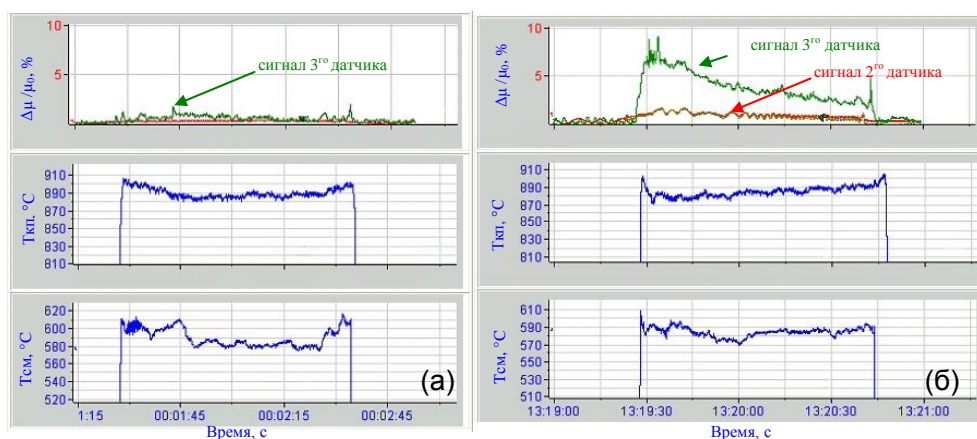 Δμ /μ₀, %
10
5
сигнал 3го датчика
Ткп. °C
910
890
870
850
830
810
Тсм, °C
620
600
580
560
540
520
(а)
1:15 00:01:45 00:02:15 00:02:45
Время, с
Δμ /μ₀, %
10
5
сигнал 3го датчика
сигнал 2го датчика
Ткп, °C
910
890
870
850
830
810
Тсм, °C
610
590
570
550
530
510
(б)
13:19:00 13:19:30 13:20:00 13:20:30 13:21:00
Время, с